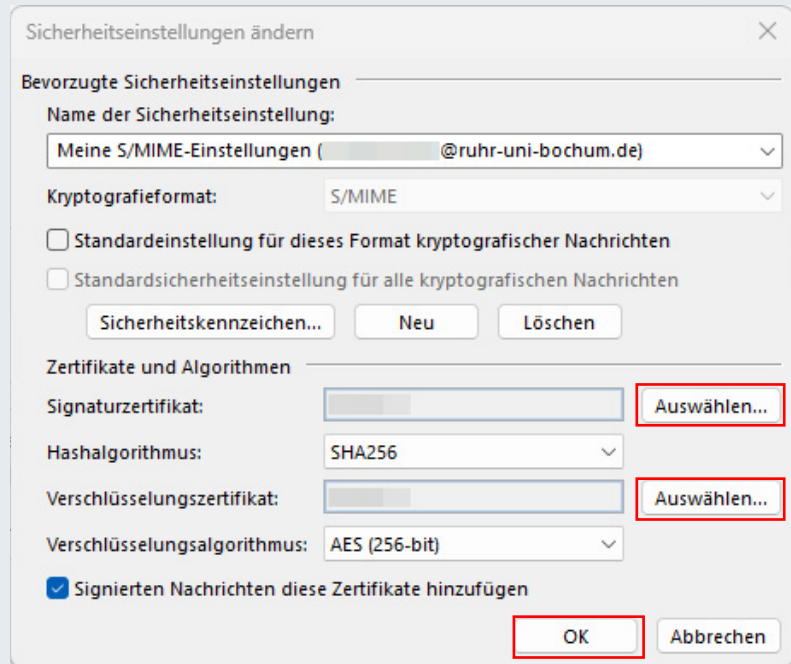 Sicherheitseinstellungen ändern
Bevorzugte Sicherheitseinstellungen
Name der Sicherheitseinstellung:
Meine S/MIME-Einstellungen ( @ruhr-uni-bochum.de)
Kryptografieformat: S/MIME
Standardeinstellung für dieses Format kryptografischer Nachrichten
Standardsicherheitseinstellung für alle kryptografischen Nachrichten
Sicherheitskennzeichen... Neu Löschen
Zertifikate und Algorithmen
Signaturzertifikat: Auswählen...
Hashalgorithmus: SHA256
Verschlüsselungszertifikat: Auswählen...
Verschlüsselungsalgorithmus: AES (256-bit)
Signierten Nachrichten diese Zertifikate hinzufügen
OK Abbrechen